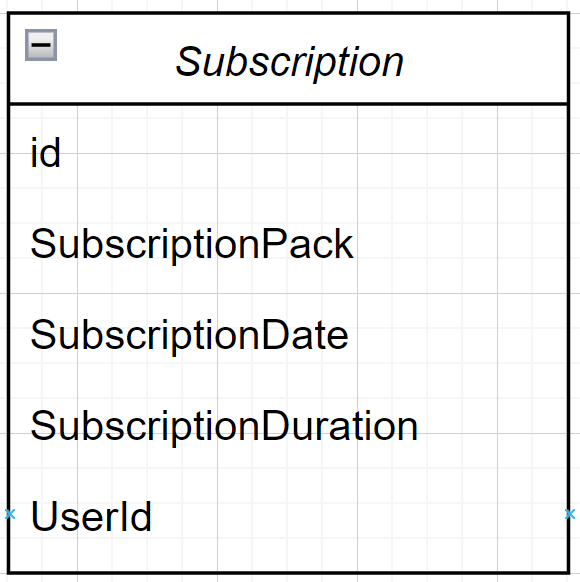 Subscription
id
SubscriptionPack
SubscriptionDate
SubscriptionDuration
UserId